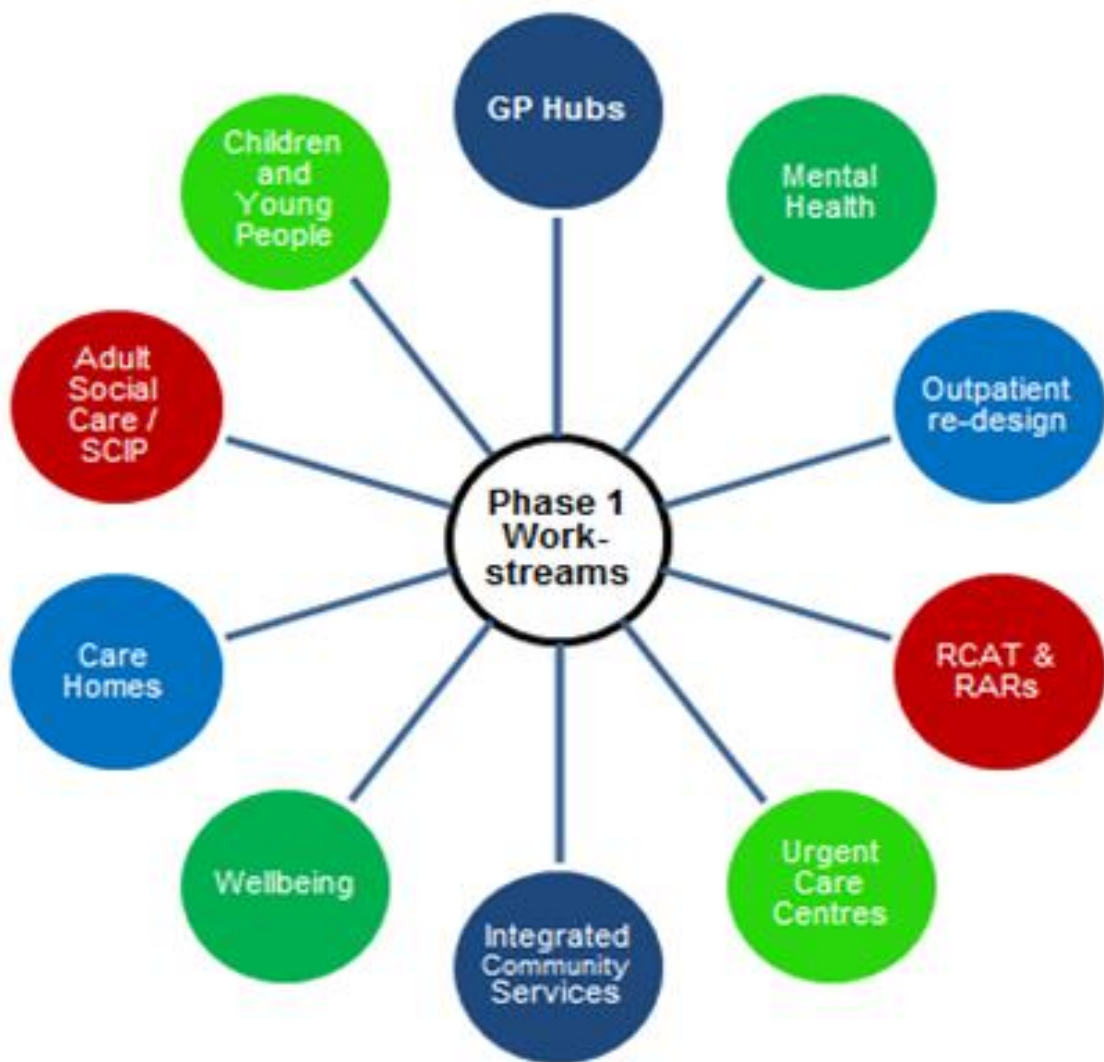 GP Hubs
Mental
Health
Outpatient
re-design
RCAT &
RARs
Urgent
Care
Centres
Integrated
Community
Services
Wellbeing
Care
Homes
Adult
Social
Care /
SCIP
Children
and
Young
People
Phase 1
Work-
streams